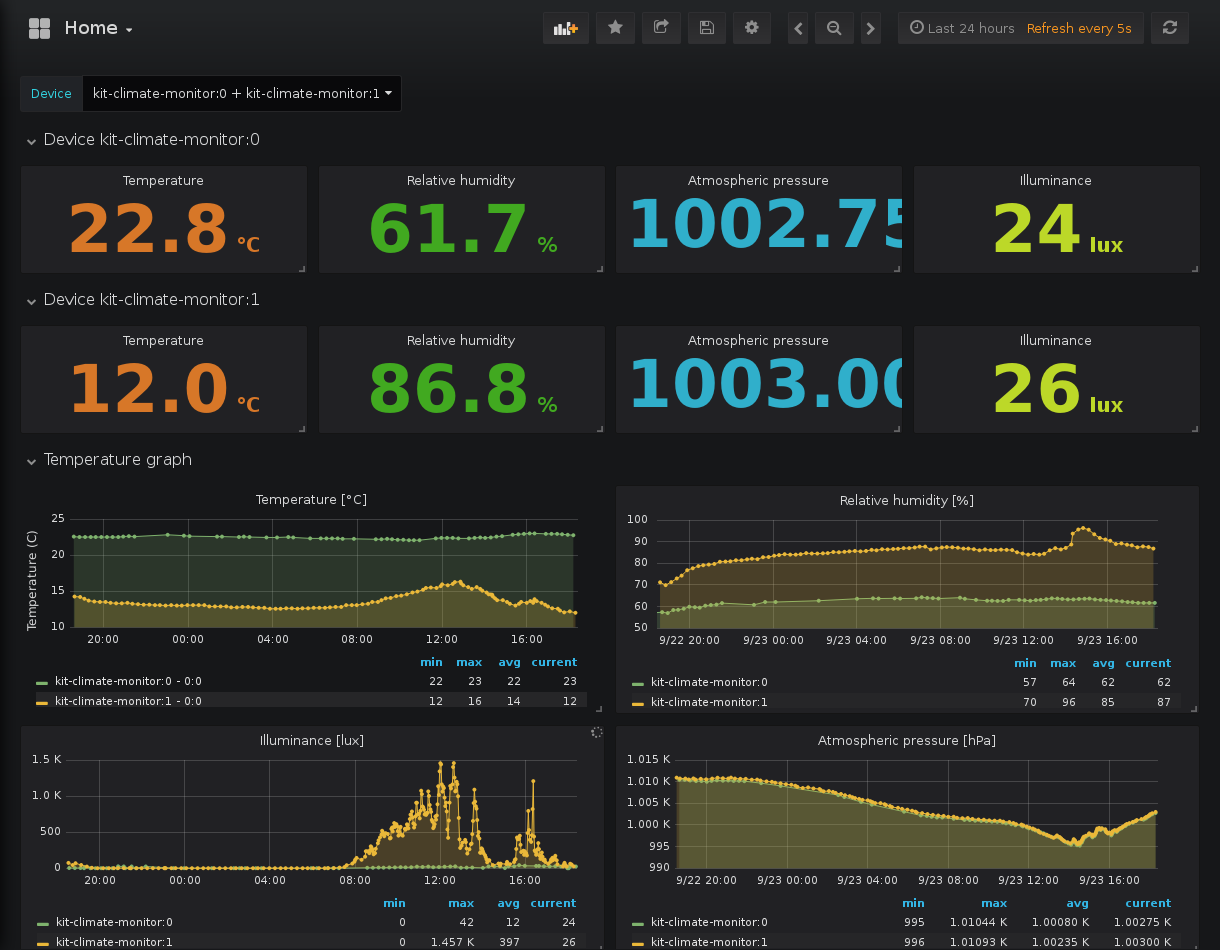 Home
Last 24 hours Refresh every 5s
Device kit-climate-monitor:0 + kit-climate-monitor:1
Device kit-climate-monitor:0
Temperature Relative humidity Atmospheric pressure Illuminance
22.8 °C 61.7 % 1002.75 24 lux
Device kit-climate-monitor:1
Temperature Relative humidity Atmospheric pressure Illuminance
12.0 °C 86.8 % 1003.00 26 lux
Temperature graph
Temperature [°C]
Temperature (C)
25
20
15
10
20:00 00:00 04:00 08:00 12:00 16:00
min max avg current
kit-climate-monitor:0 - 0:0 22 23 22 23
kit-climate-monitor:1 - 0:0 12 16 14 12
Relative humidity [%]
100
90
80
70
60
50
9/22 20:00 9/23 00:00 9/23 04:00 9/23 08:00 9/23 12:00 9/23 16:00
min max avg current
kit-climate-monitor:0 57 64 62 62
kit-climate-monitor:1 70 96 85 87
Illuminance [lux]
1.5 K
1.0 K
500
0
20:00 00:00 04:00 08:00 12:00 16:00
min max avg current
kit-climate-monitor:0 0 42 12 24
kit-climate-monitor:1 0 1.457 K 397 26
Atmospheric pressure [hPa]
1.015 K
1.010 K
1.005 K
1.000 K
995
990
9/22 20:00 9/23 00:00 9/23 04:00 9/23 08:00 9/23 12:00 9/23 16:00
min max avg current
kit-climate-monitor:0 995 1.01044 K 1.00080 K 1.00275 K
kit-climate-monitor:1 996 1.01093 K 1.00235 K 1.00300 K